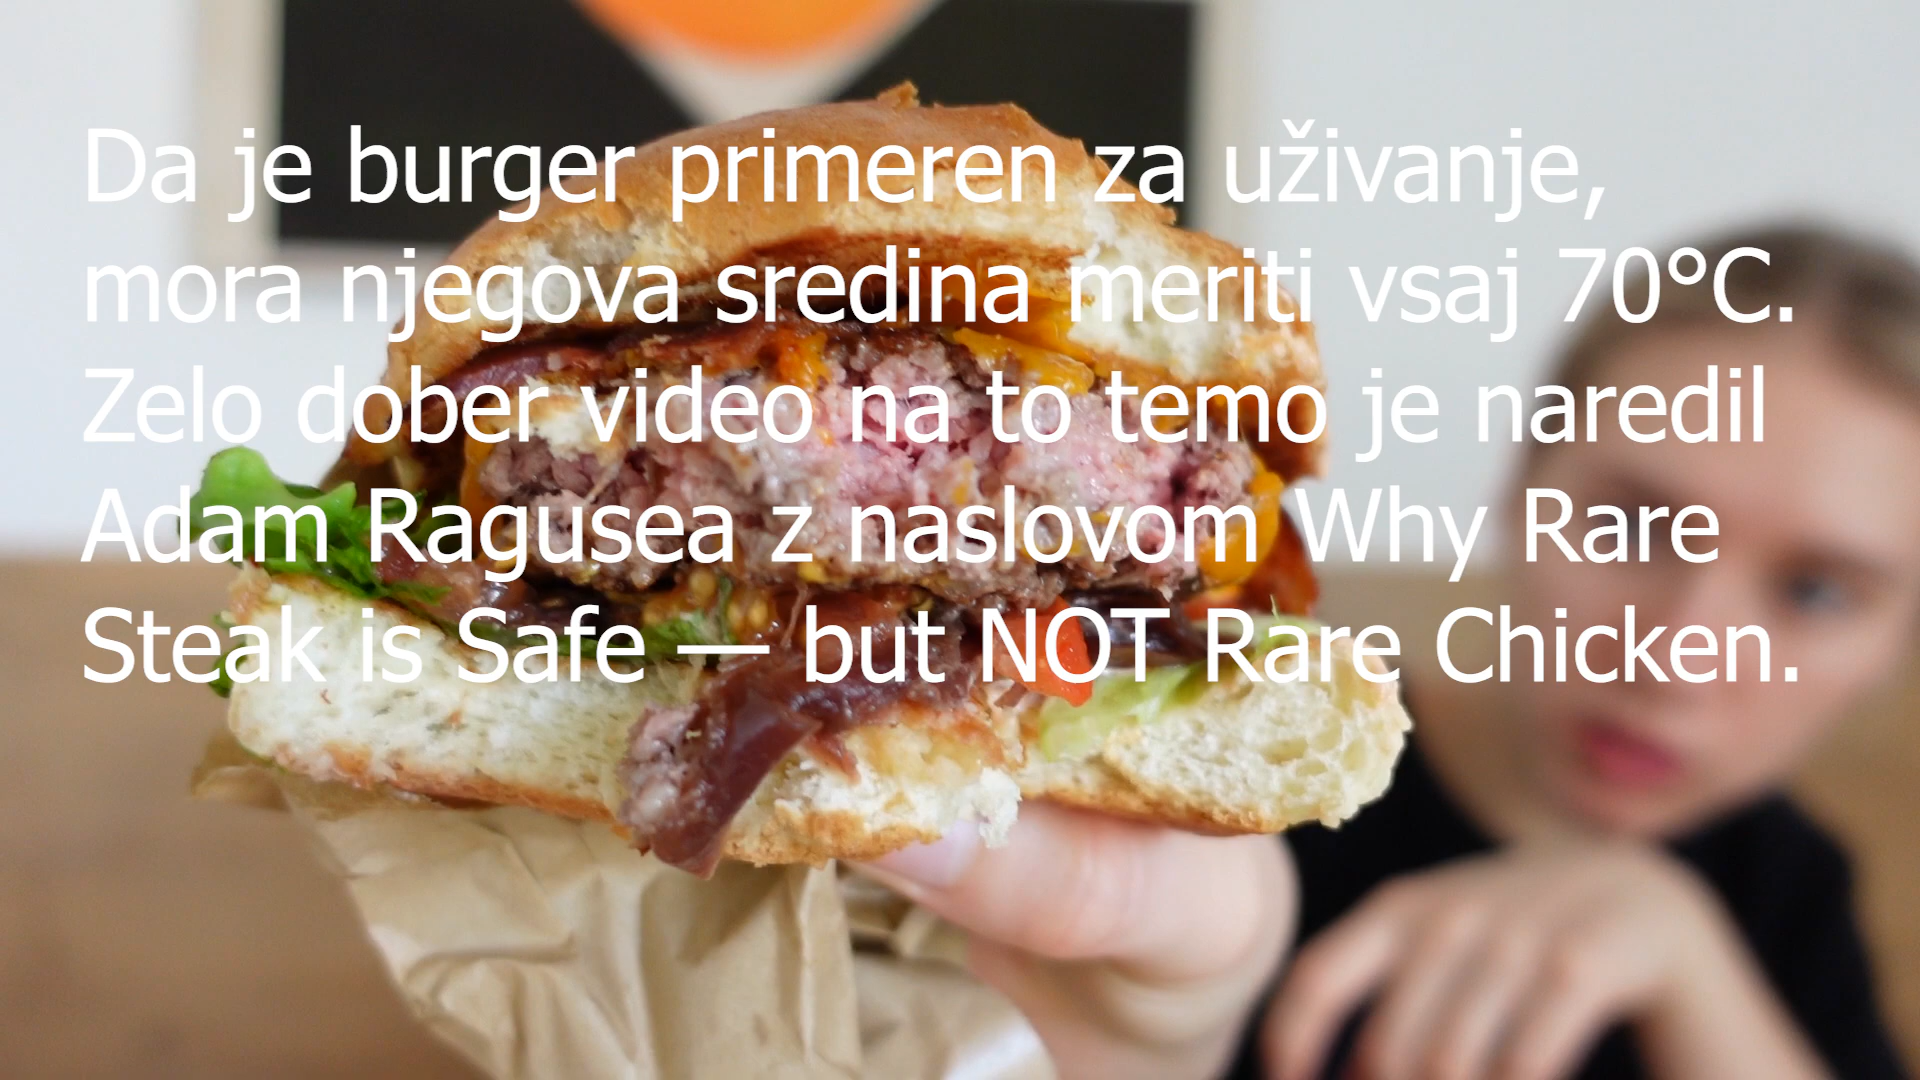 Da je burger primeren za uživanje,
mora njegova sredina meriti vsaj 70°C.
Zelo dober video na to temo je naredil
Adam Ragusea z naslovom Why Rare
Steak is Safe — but NOT Rare Chicken.